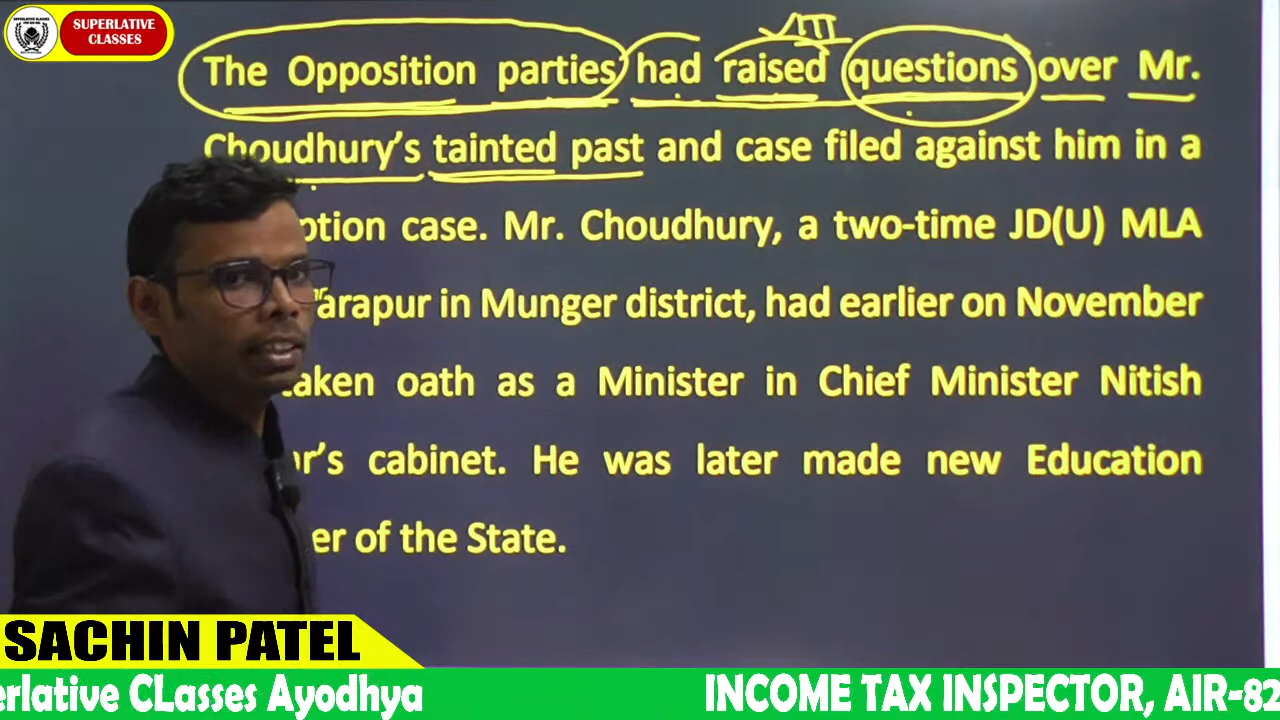 SUPERLATIVE
CLASSES
The Opposition parties had raised questions over Mr.
Choudhury's tainted past and case filed against him in a
ption case. Mr. Choudhury, a two-time JD(U) MLA
arapur in Munger district, had earlier on November
taken oath as a Minister in Chief Minister Nitish
ar's cabinet. He was later made new Education
er of the State.
SACHIN PATEL
erlative CLasses Ayodhya
INCOME TAX INSPECTOR, AIR-82